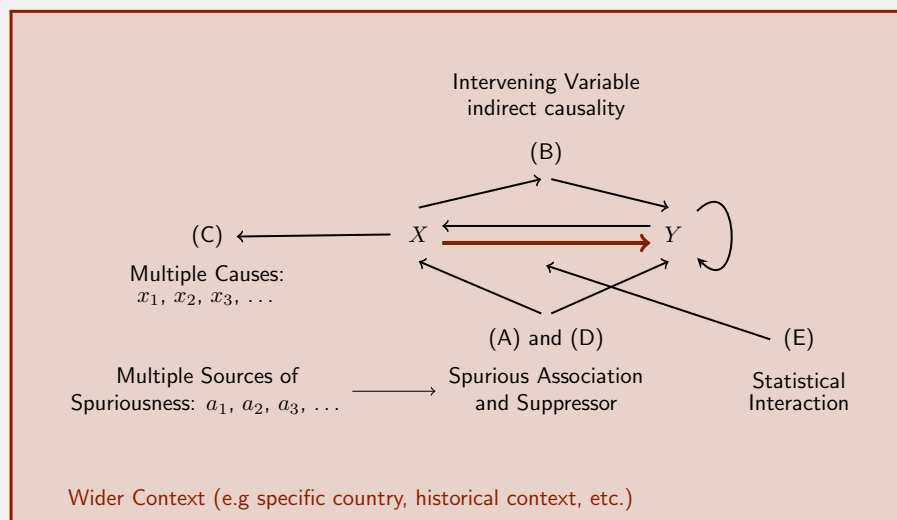 Intervening Variable
indirect causality
(B)
(C)
X
Y
Multiple Causes:
x₁, x₂, x₃, …
(A) and (D)
(E)
Multiple Sources of
Spuriousness: a₁, a₂, a₃, …
Spurious Association
and Suppressor
Statistical
Interaction
Wider Context (e.g specific country, historical context, etc.)